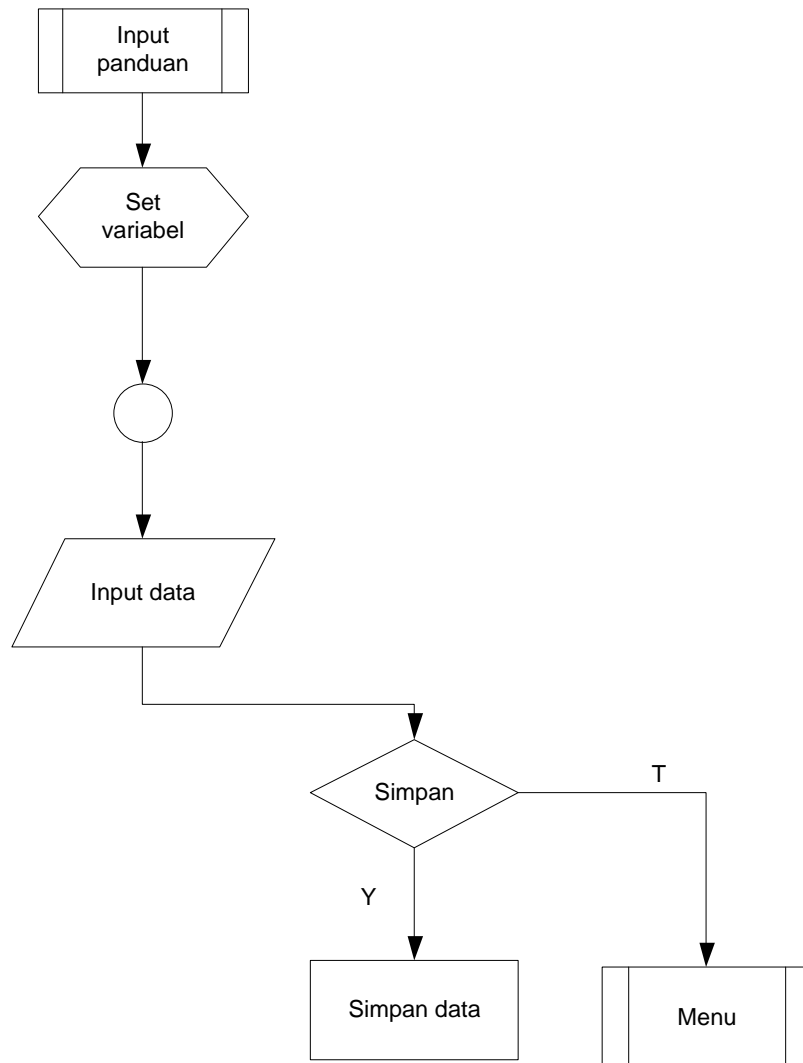 Input
panduan
Set
variabel
Input data
Simpan
T
Y
Simpan data
Menu